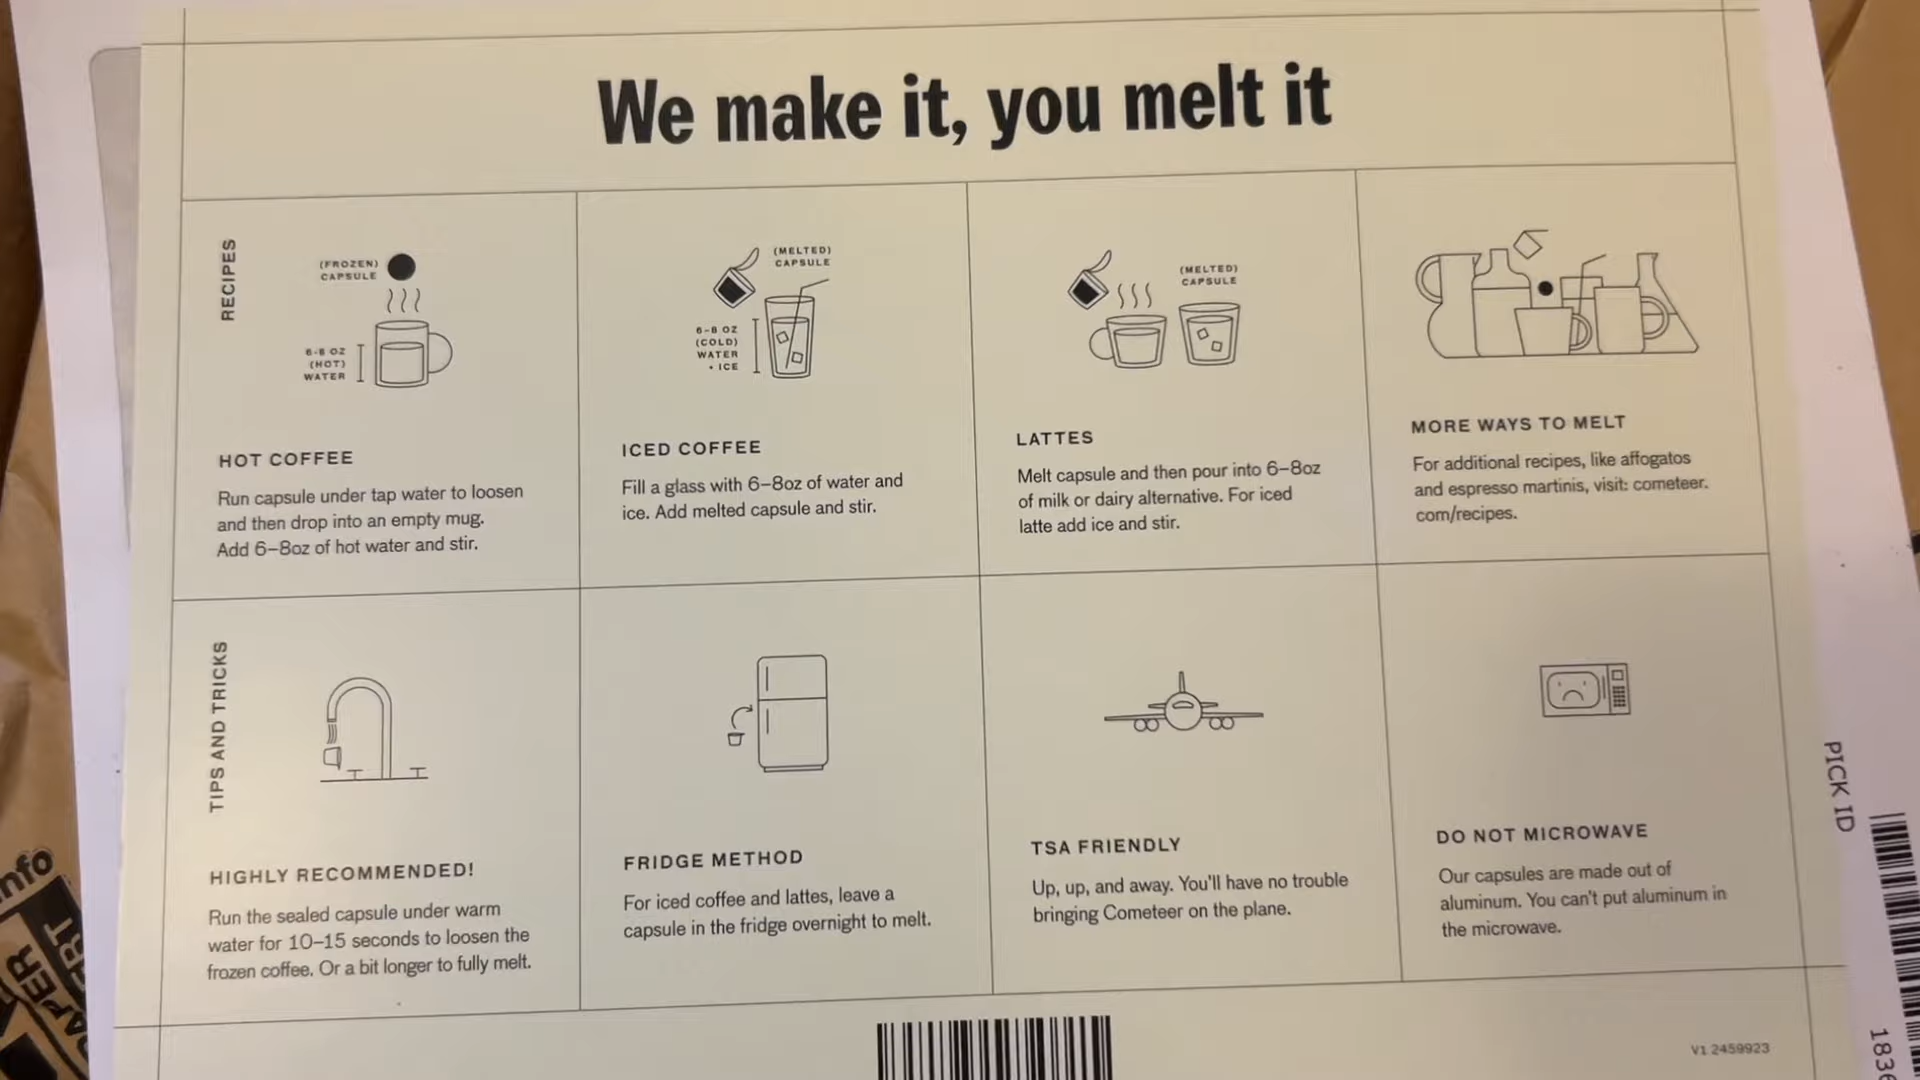 We make it, you melt it
RECIPES
(FROZEN)
CAPSULE
6-8 OZ
(HOT)
WATER
HOT COFFEE
Run capsule under tap water to loosen
and then drop into an empty mug.
Add 6–8oz of hot water and stir.
(MELTED)
CAPSULE
6-8 OZ
(COLD)
WATER
+ ICE
ICED COFFEE
Fill a glass with 6–8oz of water and
ice. Add melted capsule and stir.
(MELTED)
CAPSULE
LATTES
Melt capsule and then pour into 6–8oz
of milk or dairy alternative. For iced
latte add ice and stir.
MORE WAYS TO MELT
For additional recipes, like affogatos
and espresso martinis, visit: cometeer.
com/recipes.
TIPS AND TRICKS
HIGHLY RECOMMENDED!
Run the sealed capsule under warm
water for 10–15 seconds to loosen the
frozen coffee. Or a bit longer to fully melt.
FRIDGE METHOD
For iced coffee and lattes, leave a
capsule in the fridge overnight to melt.
TSA FRIENDLY
Up, up, and away. You'll have no trouble
bringing Cometeer on the plane.
DO NOT MICROWAVE
Our capsules are made out of
aluminum. You can't put aluminum in
the microwave.
V1 2459923
PICK ID